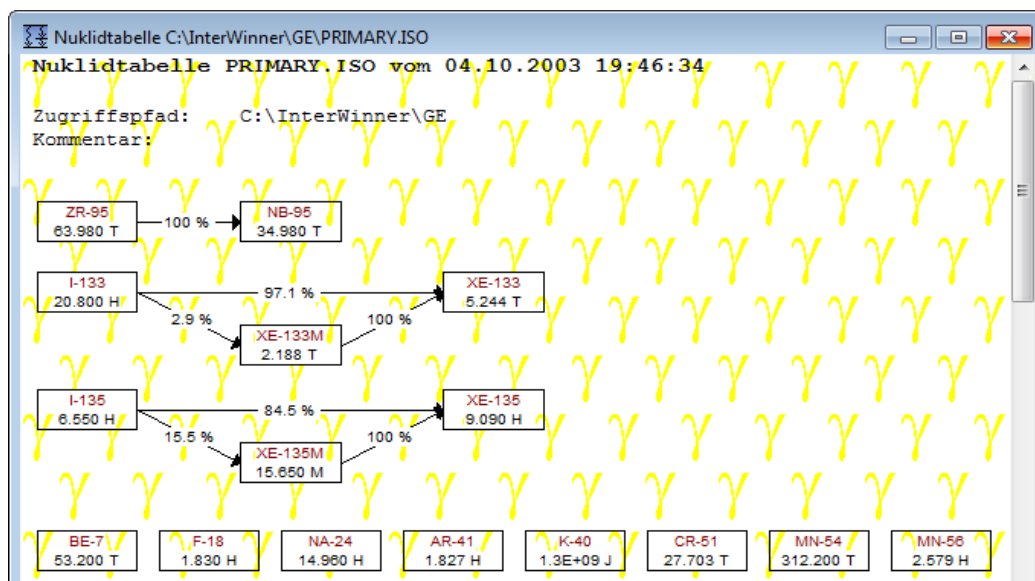 Nuklidtabelle C:\InterWinner\GE\PRIMARY.ISO
Nuklidtabelle PRIMARY.ISO vom 04.10.2003 19:46:34
Zugriffspfad: C:\InterWinner\GE
Kommentar:
ZR-95
63.980 T
100 %
NB-95
34.980 T
I-133
20.800 H
97.1 %
XE-133
5.244 T
2.9 %
XE-133M
2.188 T
100 %
I-135
6.550 H
84.5 %
XE-135
9.090 H
15.5 %
XE-135M
15.650 M
100 %
BE-7
53.200 T
F-18
1.830 H
NA-24
14.960 H
AR-41
1.827 H
K-40
1.3E+09 J
CR-51
27.703 T
MN-54
312.200 T
MN-56
2.579 H